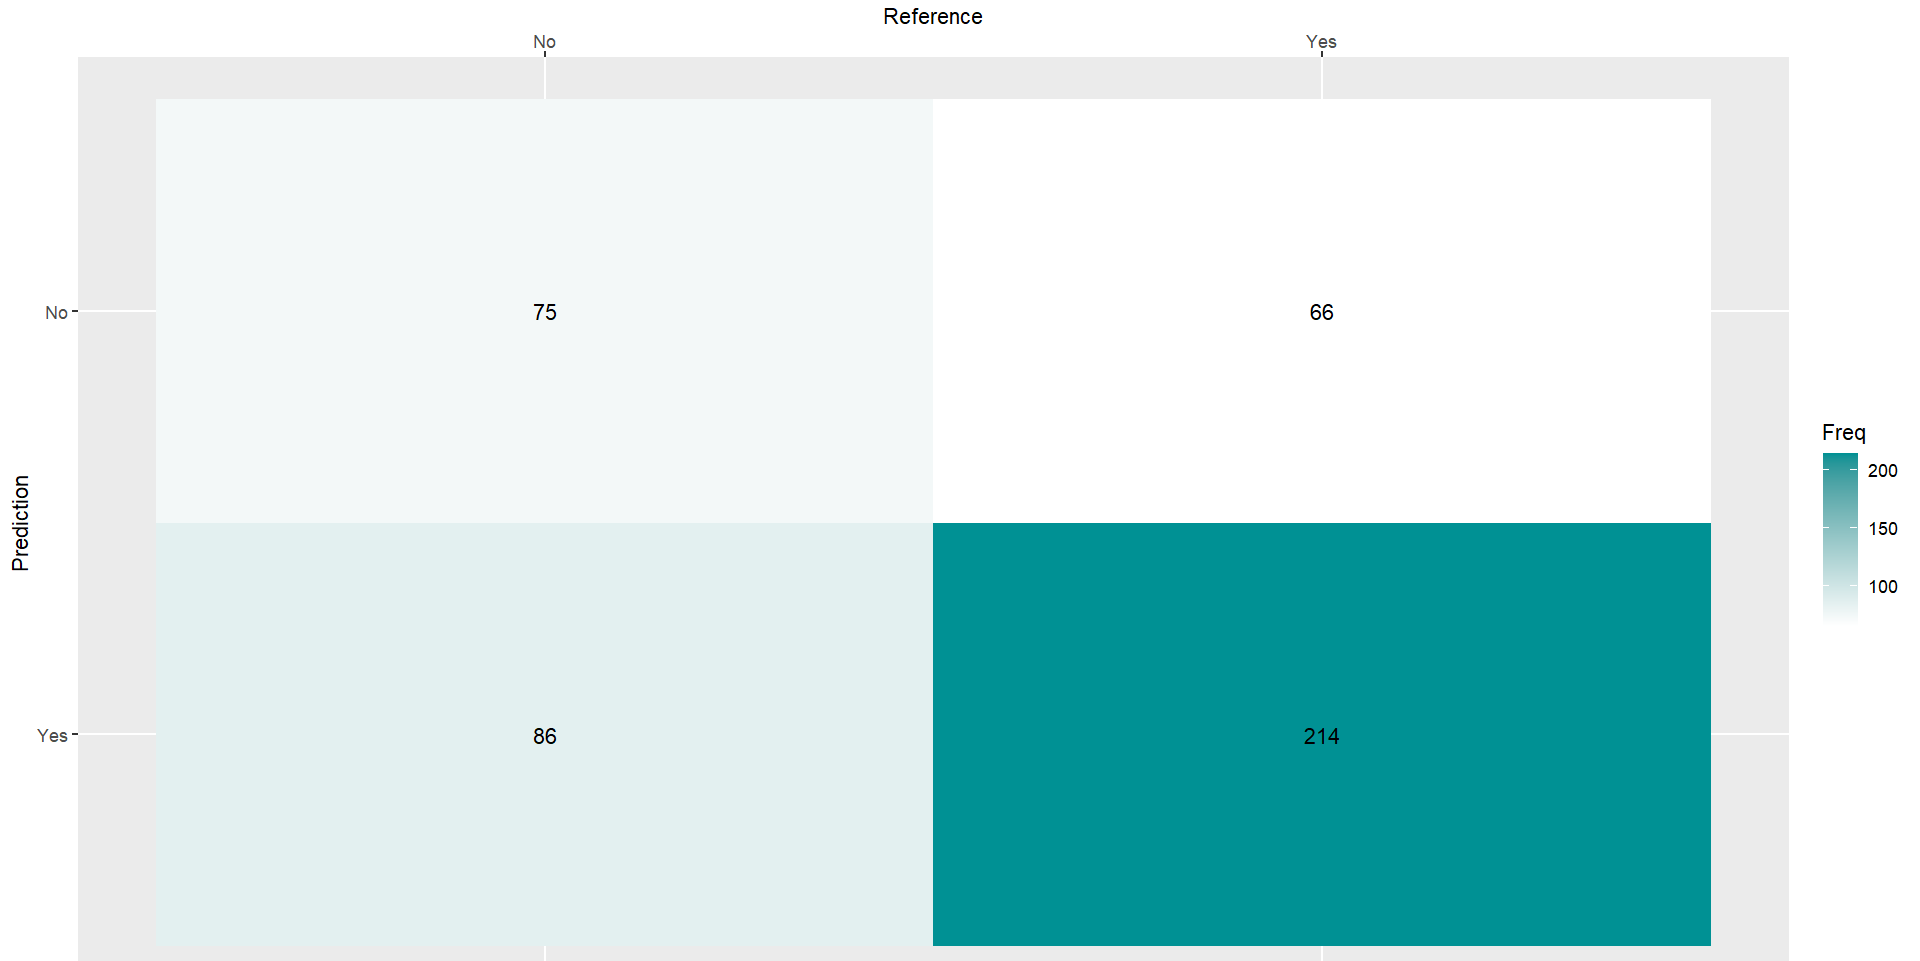 Reference
No
Yes
No
75
66
Prediction
Yes
86
214
Freq
200
150
100